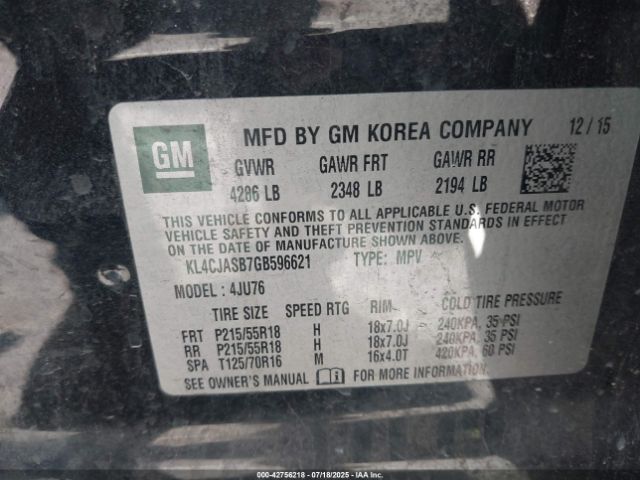 GM
MFD BY GM KOREA COMPANY 12 / 15
GVWR GAWR FRT GAWR RR
4286 LB 2348 LB 2194 LB
THIS VEHICLE CONFORMS TO ALL APPLICABLE U.S. FEDERAL MOTOR
VEHICLE SAFETY AND THEFT PREVENTION STANDARDS IN EFFECT
ON THE DATE OF MANUFACTURE SHOWN ABOVE.
KL4CJASB7GB596621 TYPE: MPV
MODEL : 4JU76
TIRE SIZE SPEED RTG RIM COLD TIRE PRESSURE
FRT P215/55R18 H 18x7.0J 240KPA, 35 PSI
RR P215/55R18 H 18x7.0J 240KPA, 35 PSI
SPA T125/70R16 M 16x4.0T 420KPA, 60 PSI
SEE OWNER'S MANUAL i FOR MORE INFORMATION.
000-42756218 - 07/18/2025 - IAAI.com